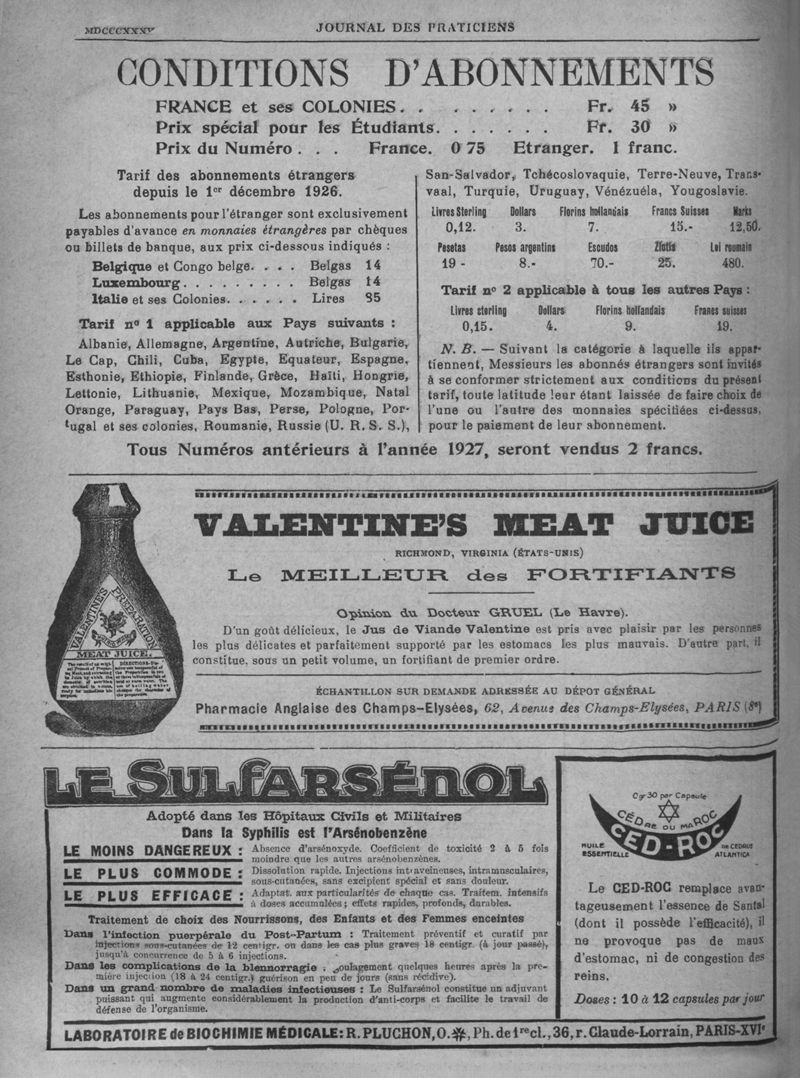 MDCCCXXXV
JOURNAL DES PRATICIENS
CONDITIONS D'ABONNEMENTS
FRANCE et ses COLONIES. . . . . . . . Fr. 45 »
Prix spécial pour les Étudiants. . . . . . . Fr. 30 »
Prix du Numéro . . . France. 0 75 Etranger. 1 franc.
Tarif des abonnements étrangers
depuis le 1er décembre 1926.
Les abonnements pour l'étranger sont exclusivement
payables d'avance en monnaies étrangères par chèques
ou billets de banque, aux prix ci-dessous indiqués :
Belgique et Congo belge. . . . Belgas 14
Luxembourg . . . . . . . . . Belgas 14
Italie et ses Colonies. . . . . . Lires 35
Tarif no 1 applicable aux Pays suivants :
Albanie, Allemagne, Argentine, Autriche, Bulgarie,
Le Cap, Chili, Cuba, Egypte, Equateur, Espagne,
Esthonie, Ethiopie, Finlande, Grèce, Haïti, Hongrie,
Lettonie, Lithuanie, Mexique, Mozambique, Natal
Orange, Paraguay, Pays Bas, Perse, Pologne, Por-
tugal et ses colonies, Roumanie, Russie (U. R. S. S.),
San-Salvador, Tchécoslovaquie, Terre-Neuve, Trans-
vaal, Turquie, Uruguay, Vénézuéla, Yougoslavie.
Livres Sterling Dollars Florins hollandais Francs Suisses Marks
0,12. 3. 7. 15.- 12,50.
Pesetas Pesos argentins Escudos Zlotis Lei roumain
19 - 8.- 70.- 25. 480.
Tarif no 2 applicable à tous les autres Pays :
Livres sterling Dollars Florins hollandais Francs suisses
0,15. 4. 9. 19.
N. B. — Suivant la catégorie à laquelle ils appar-
tiennent, Messieurs les abonnés étrangers sont invités
à se conformer strictement aux conditions du présent
tarif, toute latitude leur étant laissée de faire choix de
l'une ou l'autre des monnaies spécifiées ci-dessus,
pour le paiement de leur abonnement.
Tous Numéros antérieurs à l'année 1927, seront vendus 2 francs.
VALENTINE'S PREPARATION
MEAT JUICE.
VALENTINE'S MEAT JUICE
RICHMOND, VIRGINIA (ÉTATS-UNIS)
Le MEILLEUR des FORTIFIANTS
Opinion du Docteur GRUEL (Le Havre).
D'un goût délicieux, le Jus de Viande Valentine est pris avec plaisir par les personnes
les plus délicates et parfaitement supporté par les estomacs les plus mauvais. D'autre part, il
constitue, sous un petit volume, un fortifiant de premier ordre.
ÉCHANTILLON SUR DEMANDE ADRESSÉE AU DÉPOT GÉNÉRAL
Pharmacie Anglaise des Champs-Elysées, 62, Avenue des Champs-Elysées, PARIS (8e)
LE SULFARSÉNOL
Adopté dans les Hôpitaux Civils et Militaires
Dans la Syphilis est l'Arsénobenzène
LE MOINS DANGEREUX : Absence d'arsénoxyde. Coefficient de toxicité 2 à 5 fois
moindre que les autres arsénobenzènes.
LE PLUS COMMODE : Dissolution rapide. Injections intraveineuses, intramusculaires,
sous-cutanées, sans excipient spécial et sans douleur.
LE PLUS EFFICACE : Adaptat. aux particularités de chaque cas. Traitem. intensifs
à doses accumulées ; effets rapides, profonds, durables.
Traitement de choix des Nourrissons, des Enfants et des Femmes enceintes
Dans l'infection puerpérale du Post-Partum : Traitement préventif et curatif par
injections sous-cutanées de 12 centigr. ou dans les cas plus graves 18 centigr. (à jour passé),
jusqu'à concurrence de 5 à 6 injections.
Dans les complications de la blennorragie : soulagement quelques heures après la pre-
mière injection (18 à 24 centigr.) guérison en peu de jours (sans récidive).
Dans un grand nombre de maladies infectieuses : Le Sulfarsénol constitue un adjuvant
puissant qui augmente considérablement la production d'anti-corps et facilite le travail de
défense de l'organisme.
Cgr 30 par Capsule
CÉDRE OU MAROC
CED-ROC
HUILE ESSENTIELLE
DE CEDRUS ATLANTICA
Le CED-ROC remplace avan-
tageusement l'essence de Santal
(dont il possède l'efficacité), il
ne provoque pas de maux
d'estomac, ni de congestion des
reins.
Doses : 10 à 12 capsules par jour
LABORATOIRE de BIOCHIMIE MÉDICALE: R. PLUCHON, O. ✻, Ph. de 1re cl., 36, r. Claude-Lorrain, PARIS-XVIe